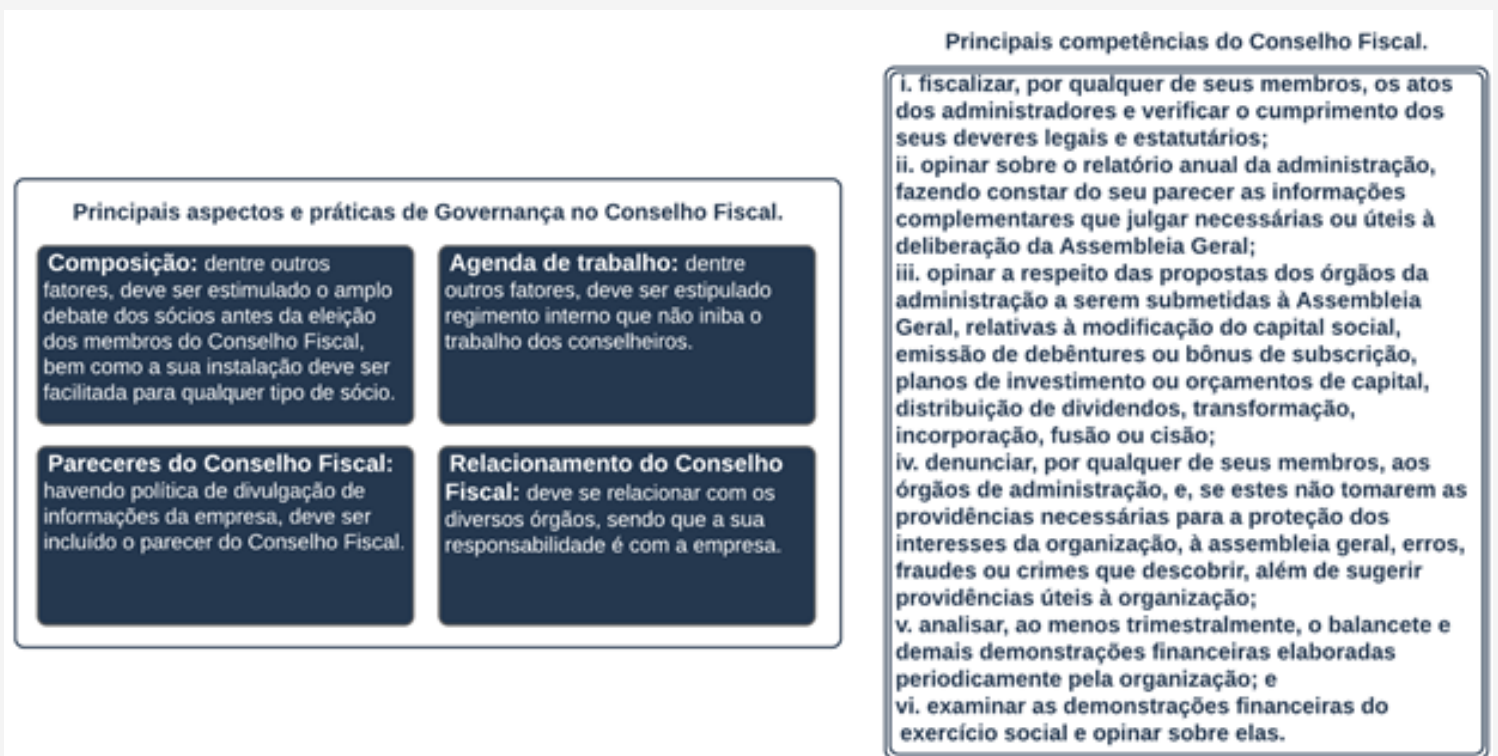 Principais aspectos e práticas de Governança no Conselho Fiscal.
Composição: dentre outros
fatores, deve ser estimulado o amplo
debate dos sócios antes da eleição
dos membros do Conselho Fiscal,
bem como a sua instalação deve ser
facilitada para qualquer tipo de sócio.
Agenda de trabalho: dentre
outros fatores, deve ser estipulado
regimento interno que não iniba o
trabalho dos conselheiros.
Pareceres do Conselho Fiscal:
havendo política de divulgação de
informações da empresa, deve ser
incluído o parecer do Conselho Fiscal.
Relacionamento do Conselho
Fiscal: deve se relacionar com os
diversos órgãos, sendo que a sua
responsabilidade é com a empresa.
Principais competências do Conselho Fiscal.
i. fiscalizar, por qualquer de seus membros, os atos
dos administradores e verificar o cumprimento dos
seus deveres legais e estatutários;
ii. opinar sobre o relatório anual da administração,
fazendo constar do seu parecer as informações
complementares que julgar necessárias ou úteis à
deliberação da Assembleia Geral;
iii. opinar a respeito das propostas dos órgãos da
administração a serem submetidas à Assembleia
Geral, relativas à modificação do capital social,
emissão de debêntures ou bônus de subscrição,
planos de investimento ou orçamentos de capital,
distribuição de dividendos, transformação,
incorporação, fusão ou cisão;
iv. denunciar, por qualquer de seus membros, aos
órgãos de administração, e, se estes não tomarem as
providências necessárias para a proteção dos
interesses da organização, à assembleia geral, erros,
fraudes ou crimes que descobrir, além de sugerir
providências úteis à organização;
v. analisar, ao menos trimestralmente, o balancete e
demais demonstrações financeiras elaboradas
periodicamente pela organização; e
vi. examinar as demonstrações financeiras do
exercício social e opinar sobre elas.